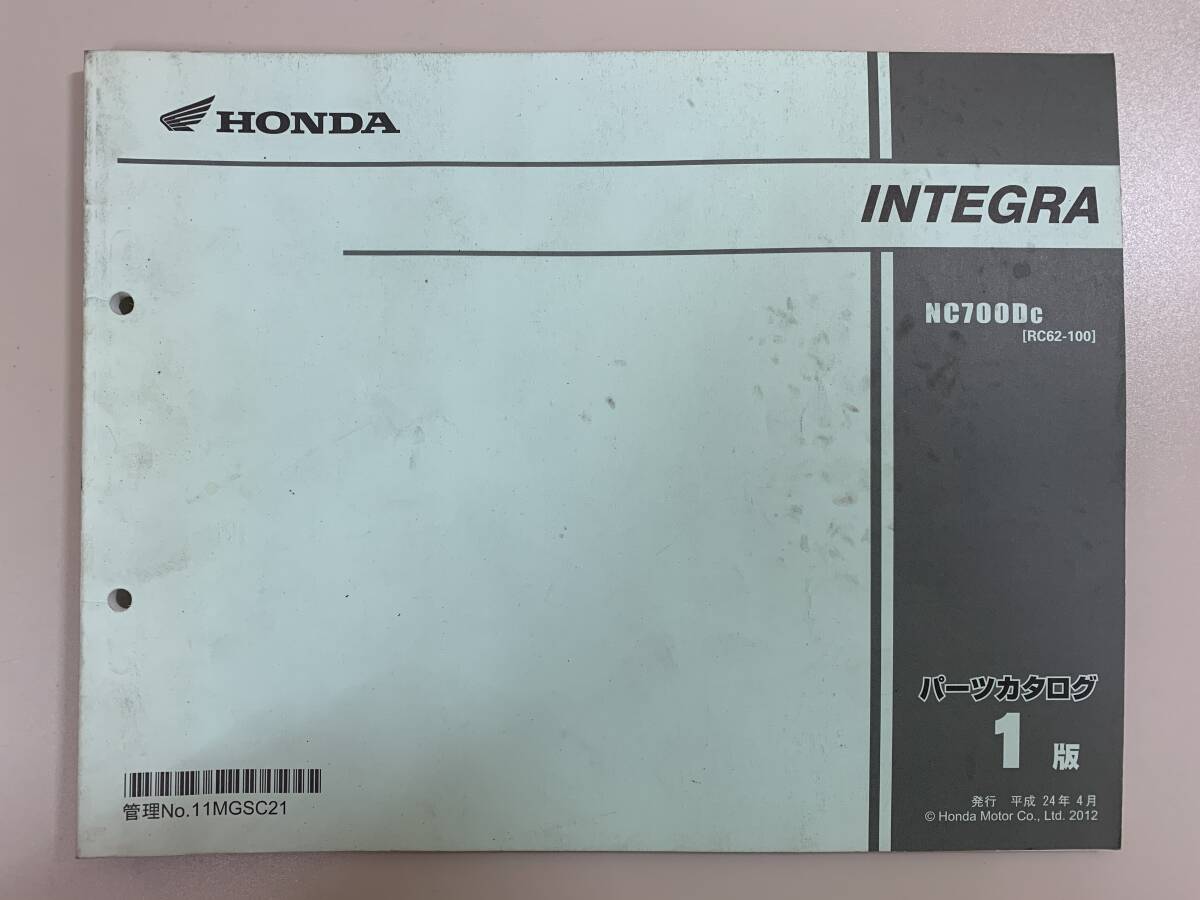 HONDA
INTEGRA
NC700Dc
[RC62-100]
パーツカタログ
1版
発行 平成 24年 4月
© Honda Motor Co., Ltd. 2012
管理No.11MGSC21